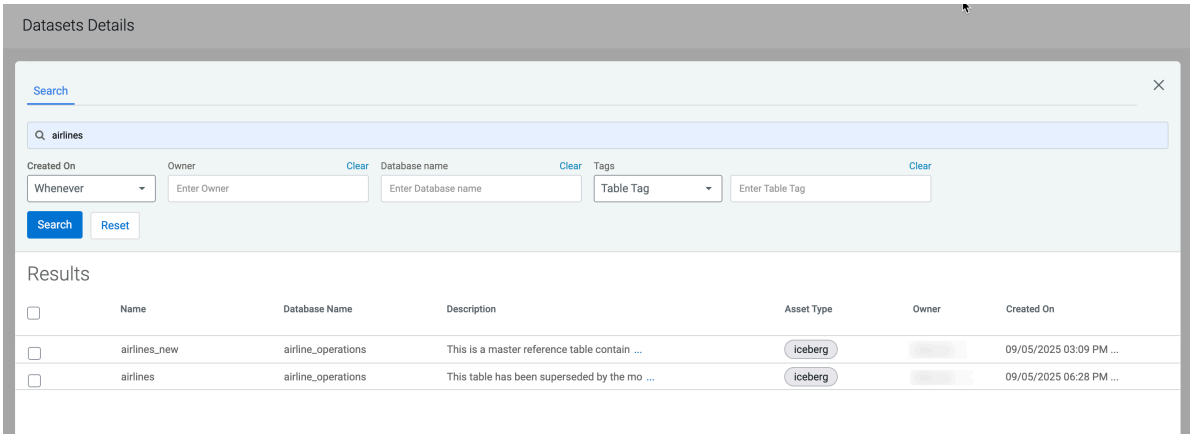 Datasets Details
Search
airlines
Created On Owner Clear Database name Clear Tags Clear
Whenever Enter Owner Enter Database name Table Tag Enter Table Tag
Search Reset
Results
Name Database Name Description Asset Type Owner Created On
airlines_new airline_operations This is a master reference table contain ... iceberg 09/05/2025 03:09 PM ...
airlines airline_operations This table has been superseded by the mo ... iceberg 09/05/2025 06:28 PM ...